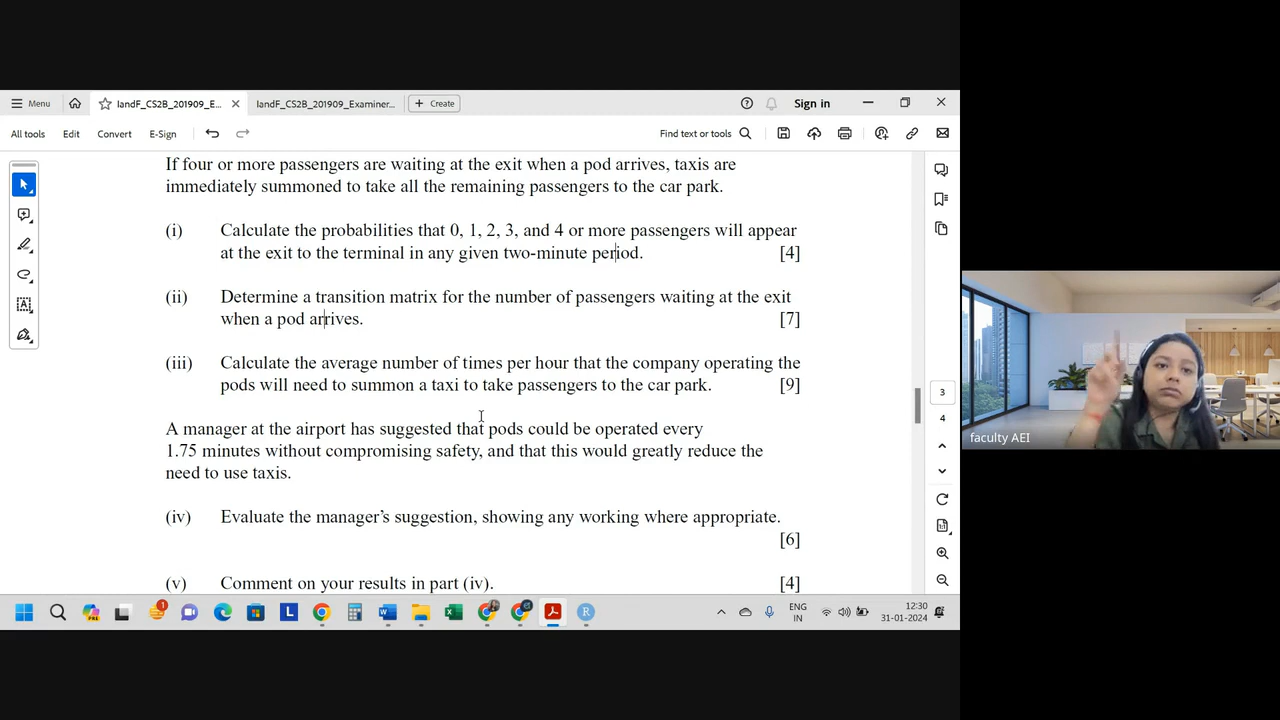 Menu
IandF_CS2B_201909_E...
IandF_CS2B_201909_Examiner...
+ Create
Sign in
All tools
Edit
Convert
E-Sign
Find text or tools
If four or more passengers are waiting at the exit when a pod arrives, taxis are
immediately summoned to take all the remaining passengers to the car park.
(i) Calculate the probabilities that 0, 1, 2, 3, and 4 or more passengers will appear
at the exit to the terminal in any given two-minute period. [4]
(ii) Determine a transition matrix for the number of passengers waiting at the exit
when a pod arrives. [7]
(iii) Calculate the average number of times per hour that the company operating the
pods will need to summon a taxi to take passengers to the car park. [9]
A manager at the airport has suggested that pods could be operated every
1.75 minutes without compromising safety, and that this would greatly reduce the
need to use taxis.
(iv) Evaluate the manager's suggestion, showing any working where appropriate.
[6]
(v) Comment on your results in part (iv). [4]
3
4
faculty AEI
ENG
IN
12:30
31-01-2024